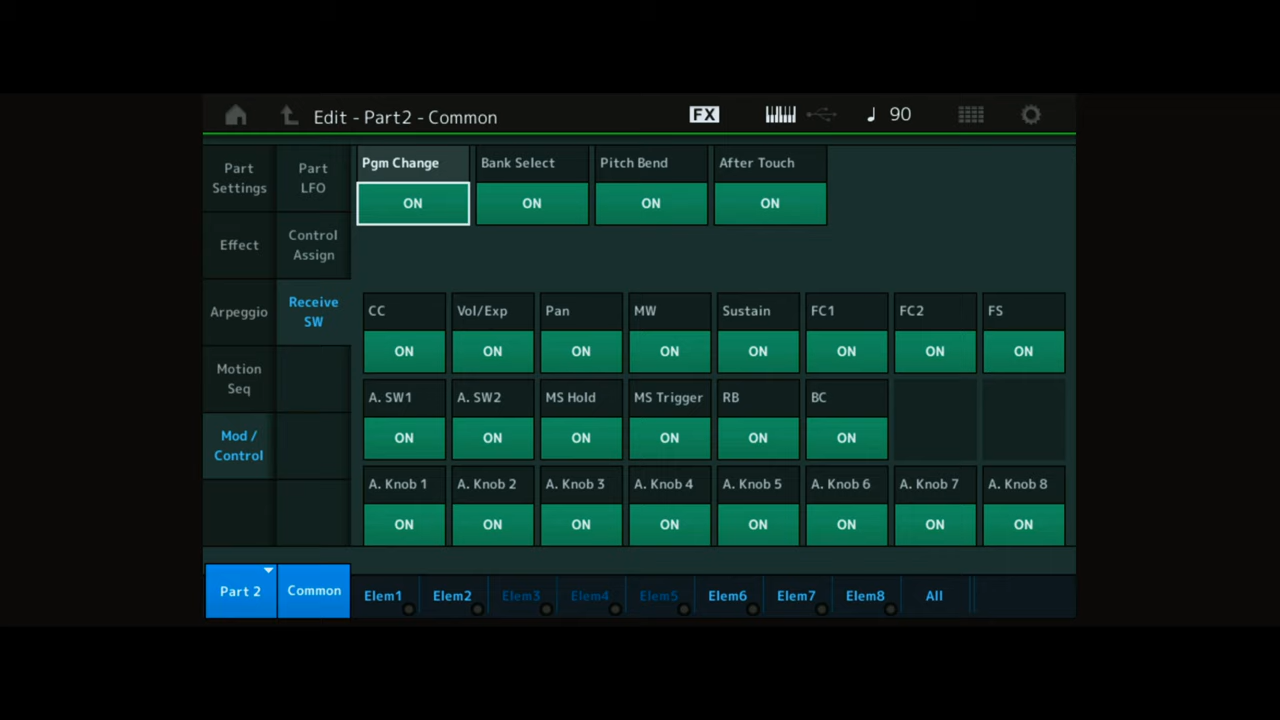 Edit - Part2 - Common
FX
90
Part
Settings
Part
LFO
Pgm Change
Bank Select
Pitch Bend
After Touch
ON
ON
ON
ON
Effect
Control
Assign
Arpeggio
Receive
SW
CC
Vol/Exp
Pan
MW
Sustain
FC1
FC2
FS
ON
ON
ON
ON
ON
ON
ON
ON
Motion
Seq
A. SW1
A. SW2
MS Hold
MS Trigger
RB
BC
ON
ON
ON
ON
ON
ON
Mod /
Control
A. Knob 1
A. Knob 2
A. Knob 3
A. Knob 4
A. Knob 5
A. Knob 6
A. Knob 7
A. Knob 8
ON
ON
ON
ON
ON
ON
ON
ON
Part 2
Common
Elem1
Elem2
Elem3
Elem4
Elem5
Elem6
Elem7
Elem8
All